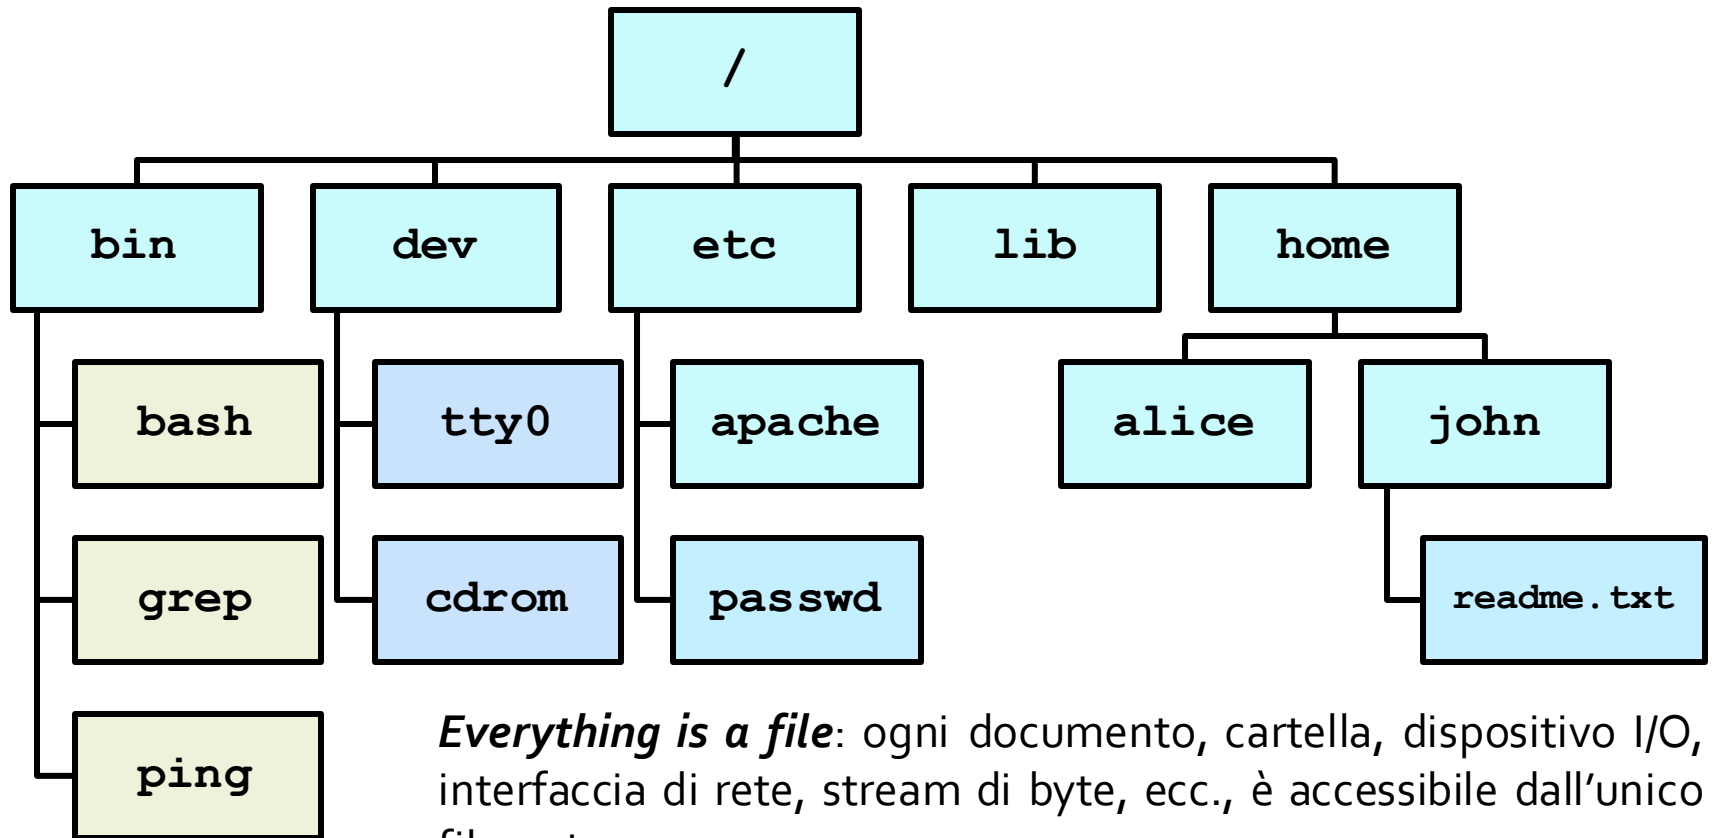 /
bin
dev
etc
lib
home
bash
tty0
apache
alice
john
grep
cdrom
passwd
readme.txt
ping
Everything is a file: ogni documento, cartella, dispositivo I/O,
interfaccia di rete, stream di byte, ecc., è accessibile dall’unico